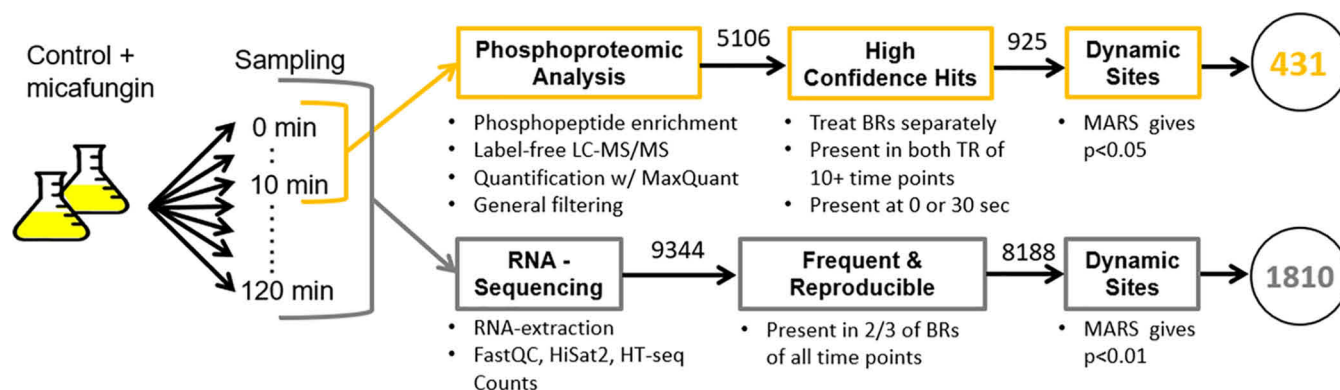 Control +
micafungin
Sampling
0 min
10 min
120 min
Phosphoproteomic
Analysis
5106
High
Confidence Hits
925
Dynamic
Sites
431
• Phosphopeptide enrichment
• Label-free LC-MS/MS
• Quantification w/ MaxQuant
• General filtering
• Treat BRs separately
• Present in both TR of
10+ time points
• Present at 0 or 30 sec
• MARS gives
p<0.05
RNA -
Sequencing
9344
Frequent &
Reproducible
8188
Dynamic
Sites
1810
• RNA-extraction
• FastQC, HiSat2, HT-seq
Counts
• Present in 2/3 of BRs
of all time points
• MARS gives
p<0.01